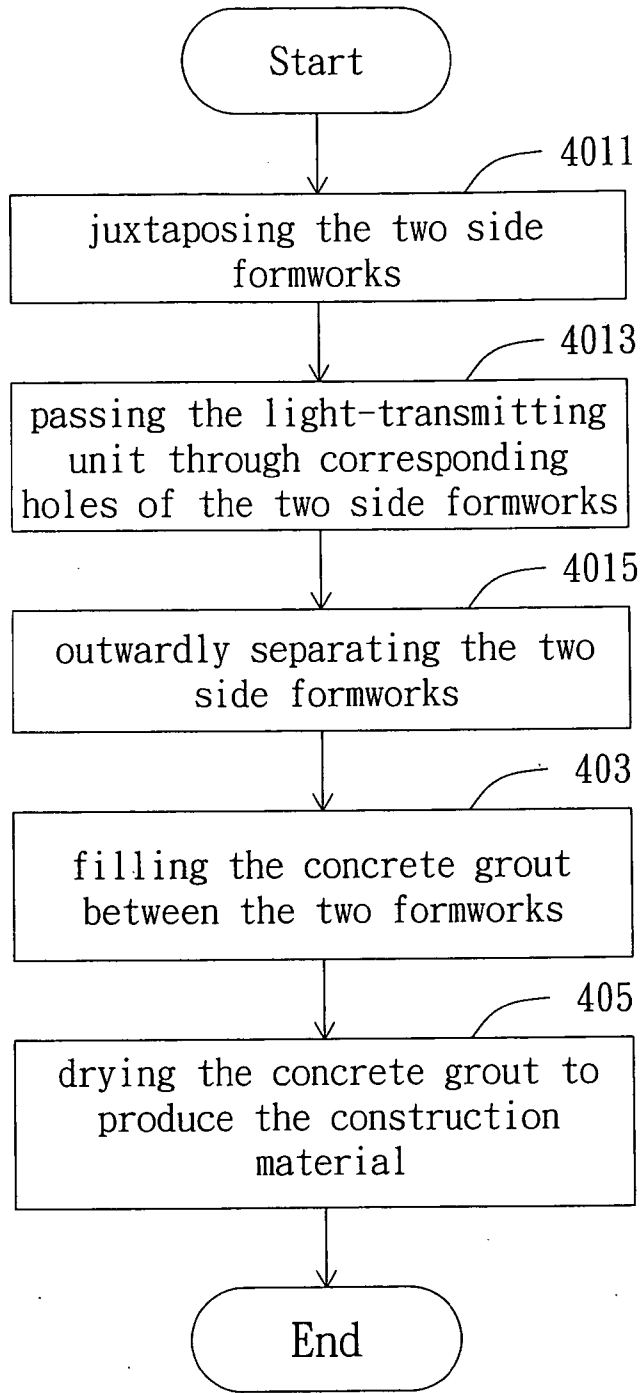 Start
4011
juxtaposing the two side
formworks
4013
passing the light-transmitting
unit through corresponding
holes of the two side formworks
4015
outwardly separating the two
side formworks
403
filling the concrete grout
between the two formworks
405
drying the concrete grout to
produce the construction
material
End